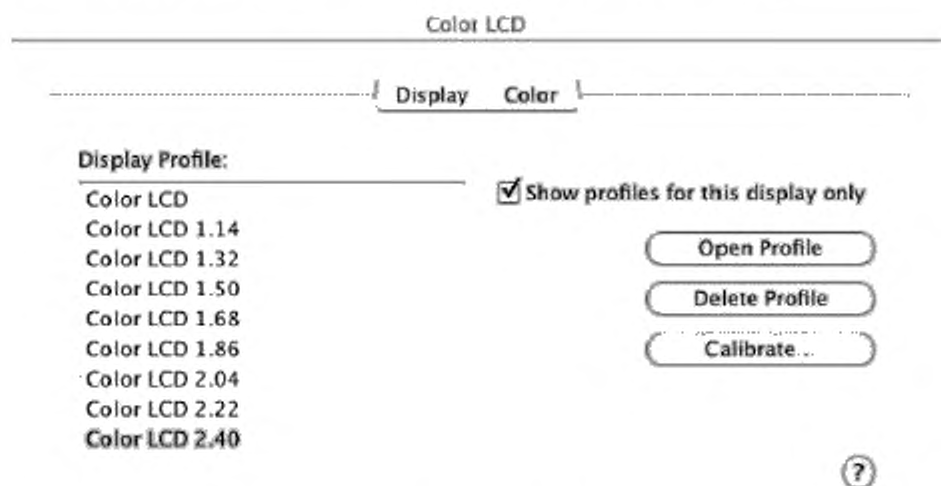 Color LCD
Display Color
Display Profile:
Color LCD
Color LCD 1.14
Color LCD 1.32
Color LCD 1.50
Color LCD 1.68
Color LCD 1.86
Color LCD 2.04
Color LCD 2.22
Color LCD 2.40
Show profiles for this display only
Open Profile
Delete Profile
Calibrate...
?